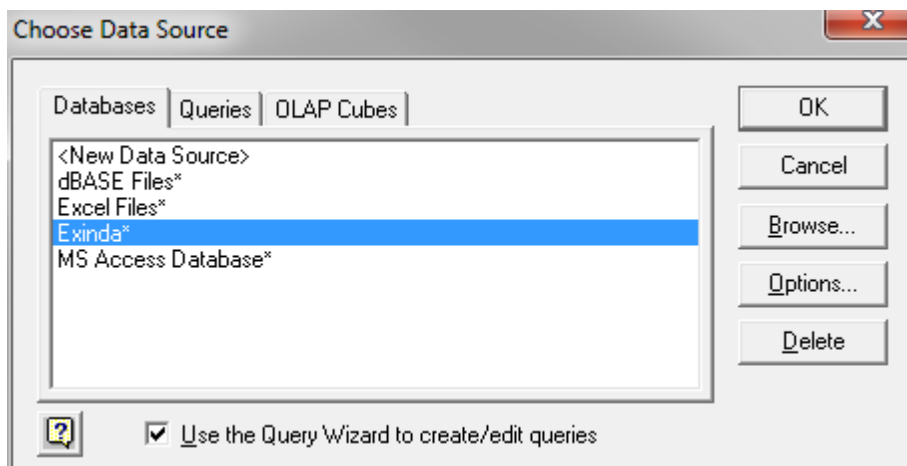 Choose Data Source
x
Databases Queries OLAP Cubes
<New Data Source>
dBASE Files*
Excel Files*
Exinda*
MS Access Database*
OK
Cancel
Browse...
Options...
Delete
?
Use the Query Wizard to create/edit queries